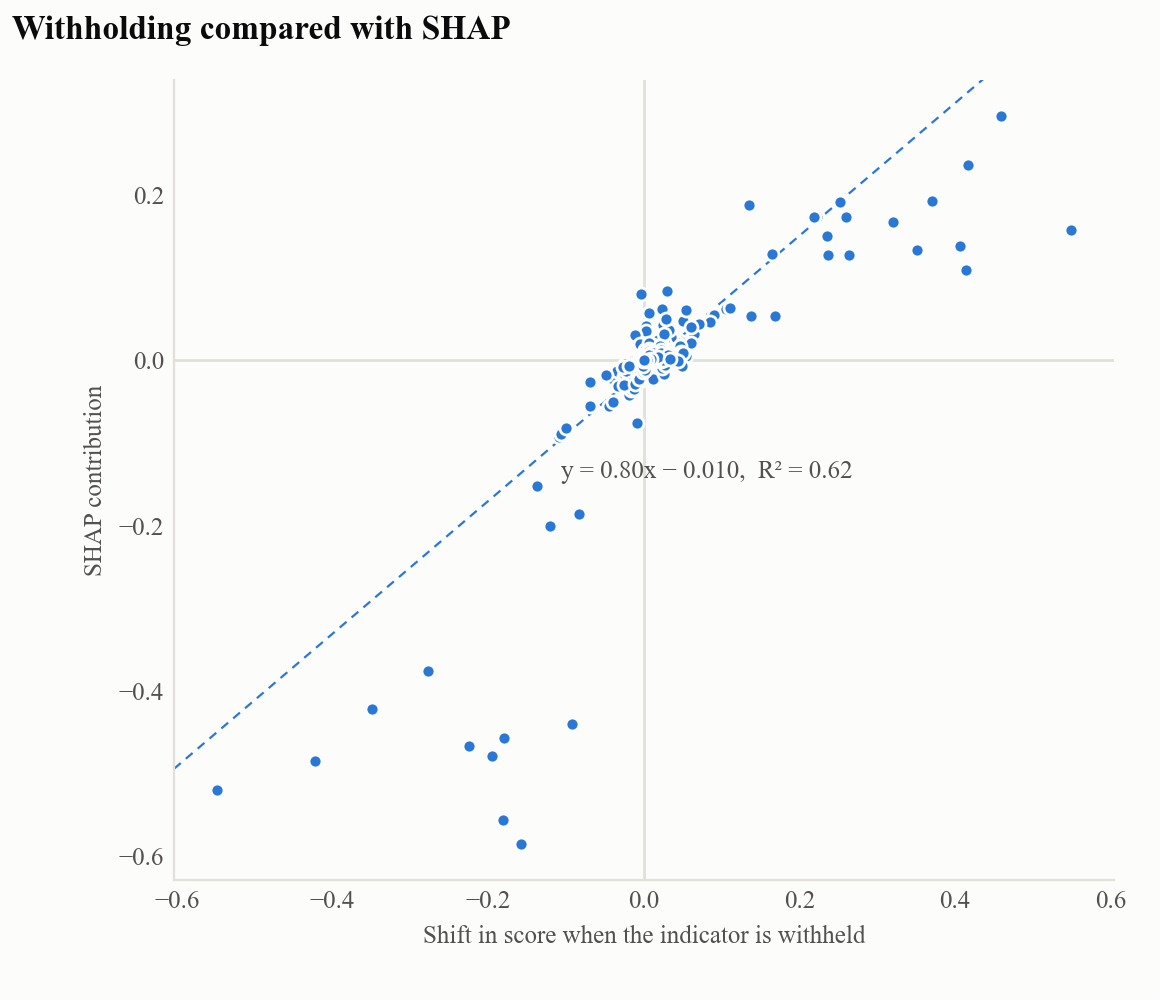 Withholding compared with SHAP
0.2
0.0
−0.2
−0.4
−0.6
SHAP contribution
y = 0.80x − 0.010,  R² = 0.62
−0.6 −0.4 −0.2 0.0 0.2 0.4 0.6
Shift in score when the indicator is withheld